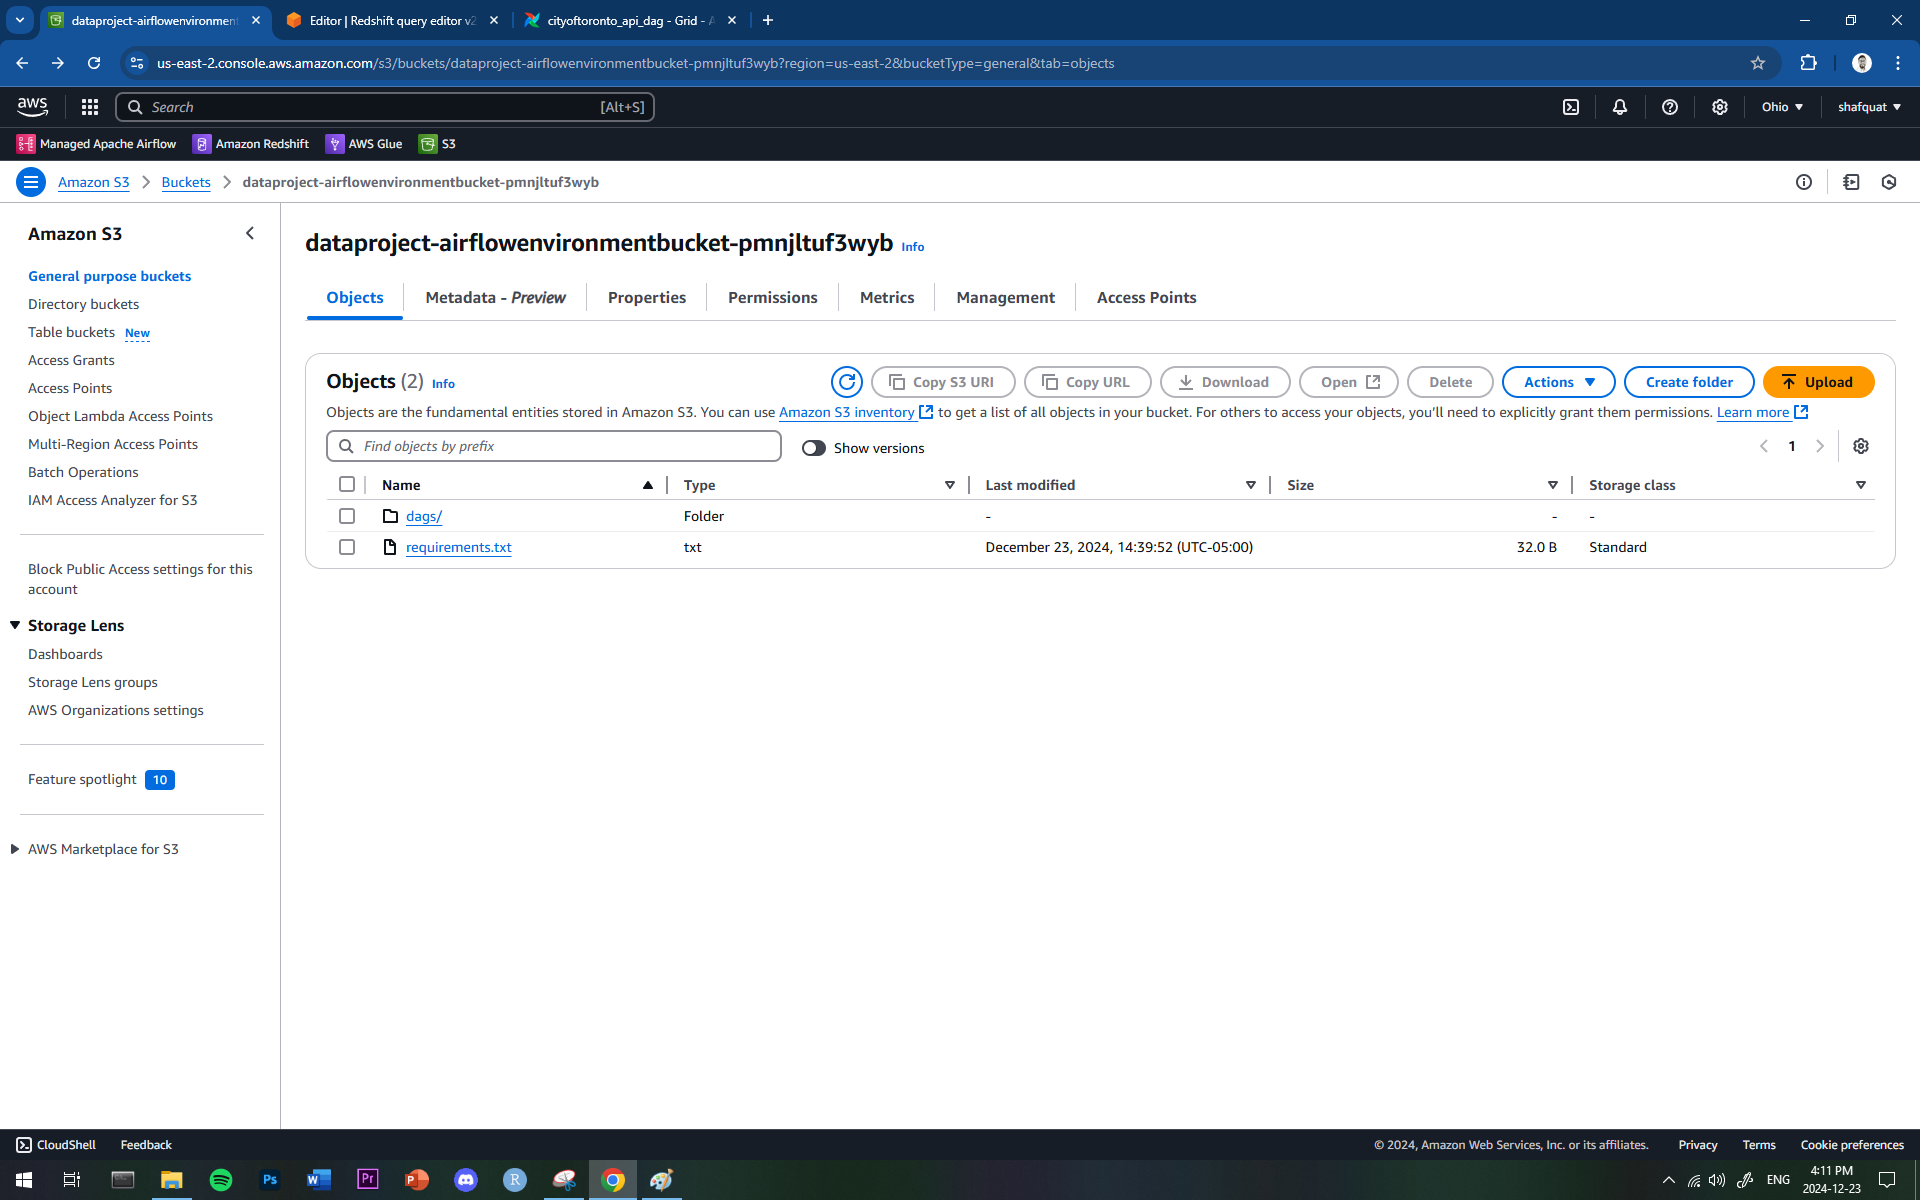 dataproject-airflowenvironment
Editor | Redshift query editor v2
cityoftoronto_api_dag - Grid - A
us-east-2.console.aws.amazon.com/s3/buckets/dataproject-airflowenvironmentbucket-pmnjltuf3wyb?region=us-east-2&bucketType=general&tab=objects
aws
Search
[Alt+S]
Ohio
shafquat
Managed Apache Airflow
Amazon Redshift
AWS Glue
S3
Amazon S3
Buckets
dataproject-airflowenvironmentbucket-pmnjltuf3wyb
Amazon S3
General purpose buckets
Directory buckets
Table buckets New
Access Grants
Access Points
Object Lambda Access Points
Multi-Region Access Points
Batch Operations
IAM Access Analyzer for S3
Block Public Access settings for this
account
Storage Lens
Dashboards
Storage Lens groups
AWS Organizations settings
Feature spotlight 10
AWS Marketplace for S3
dataproject-airflowenvironmentbucket-pmnjltuf3wyb Info
Objects
Metadata - Preview
Properties
Permissions
Metrics
Management
Access Points
Objects (2) Info
Copy S3 URI
Copy URL
Download
Open
Delete
Actions
Create folder
Upload
Objects are the fundamental entities stored in Amazon S3. You can use Amazon S3 inventory to get a list of all objects in your bucket. For others to access your objects, you'll need to explicitly grant them permissions. Learn more
Find objects by prefix
Show versions
1
Name Type Last modified Size Storage class
dags/ Folder - - -
requirements.txt txt December 23, 2024, 14:39:52 (UTC-05:00) 32.0 B Standard
CloudShell
Feedback
© 2024, Amazon Web Services, Inc. or its affiliates.
Privacy
Terms
Cookie preferences
Ps
W
Pr
P
R
ENG
4:11 PM
2024-12-23